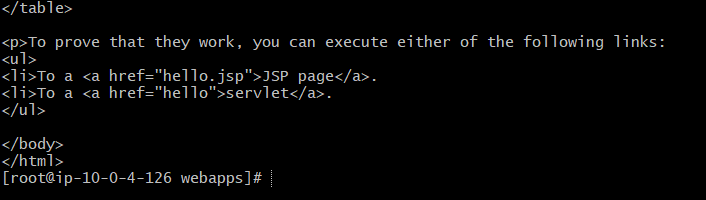 </table>

<p>To prove that they work, you can execute either of the following links:
<ul>
<li>To a <a href="hello.jsp">JSP page</a>.
<li>To a <a href="hello">servlet</a>.
</ul>

</body>
</html>
[root@ip-10-0-4-126 webapps]#